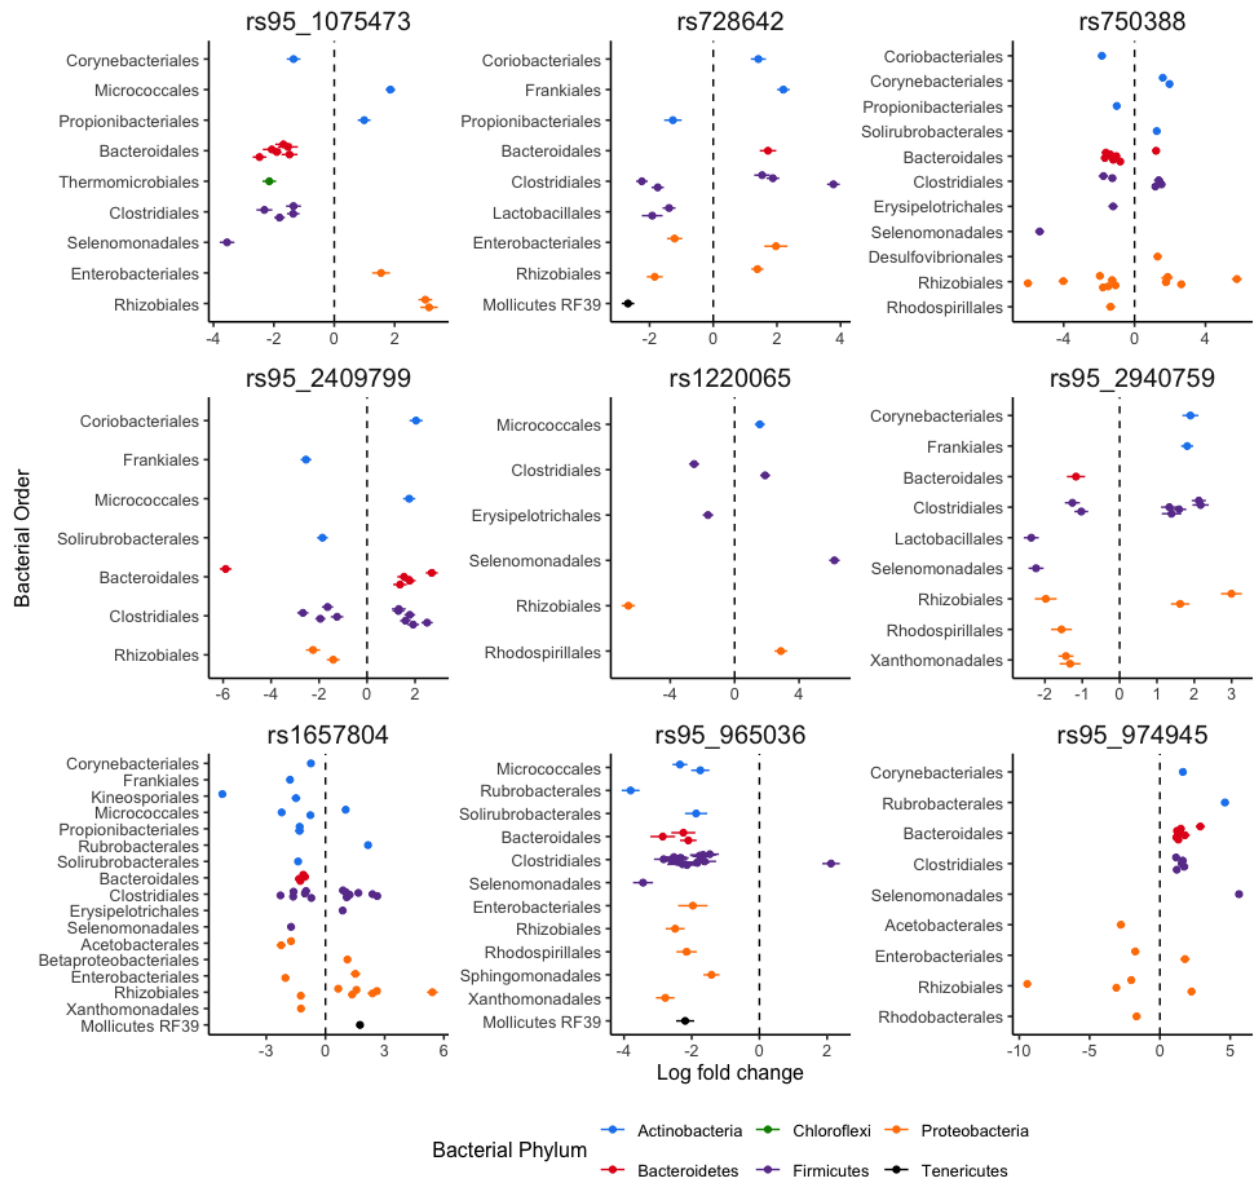 rs95_1075473
Corynebacteriales
Micrococcales
Propionibacteriales
Bacteroidales
Thermomicrobiales
Clostridiales
Selenomonadales
Enterobacteriales
Rhizobiales
-4 -2 0 2
rs728642
Coriobacteriales
Frankiales
Propionibacteriales
Bacteroidales
Clostridiales
Lactobacillales
Enterobacteriales
Rhizobiales
Mollicutes RF39
-2 0 2 4
rs750388
Coriobacteriales
Corynebacteriales
Propionibacteriales
Solirubrobacterales
Bacteroidales
Clostridiales
Erysipelotrichales
Selenomonadales
Desulfovibrionales
Rhizobiales
Rhodospirillales
-4 0 4
Bacterial Order
rs95_2409799
Coriobacteriales
Frankiales
Micrococcales
Solirubrobacterales
Bacteroidales
Clostridiales
Rhizobiales
-6 -4 -2 0 2
rs1220065
Micrococcales
Clostridiales
Erysipelotrichales
Selenomonadales
Rhizobiales
Rhodospirillales
-4 0 4
rs95_2940759
Corynebacteriales
Frankiales
Bacteroidales
Clostridiales
Lactobacillales
Selenomonadales
Rhizobiales
Rhodospirillales
Xanthomonadales
-2 -1 0 1 2 3
rs1657804
Corynebacteriales
Frankiales
Kineosporiales
Micrococcales
Propionibacteriales
Rubrobacterales
Solirubrobacterales
Bacteroidales
Clostridiales
Erysipelotrichales
Selenomonadales
Acetobacterales
Betaproteobacteriales
Enterobacteriales
Rhizobiales
Xanthomonadales
Mollicutes RF39
-3 0 3 6
rs95_965036
Micrococcales
Rubrobacterales
Solirubrobacterales
Bacteroidales
Clostridiales
Selenomonadales
Enterobacteriales
Rhizobiales
Rhodospirillales
Sphingomonadales
Xanthomonadales
Mollicutes RF39
-4 -2 0 2
rs95_974945
Corynebacteriales
Rubrobacterales
Bacteroidales
Clostridiales
Selenomonadales
Acetobacterales
Enterobacteriales
Rhizobiales
Rhodobacterales
-10 -5 0 5
Log fold change
Bacterial Phylum
Actinobacteria Chloroflexi Proteobacteria
Bacteroidetes Firmicutes Tenericutes